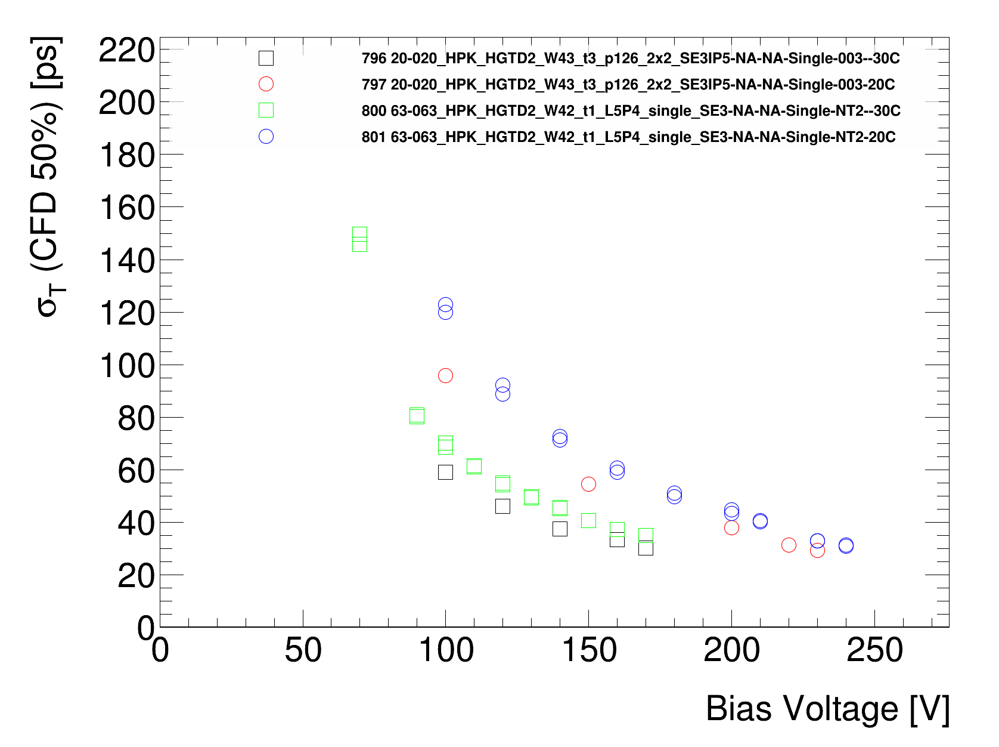 σT (CFD 50%) [ps]
220
200
180
160
140
120
100
80
60
40
20
0
796 20-020_HPK_HGTD2_W43_t3_p126_2x2_SE3IP5-NA-NA-Single-003--30C
797 20-020_HPK_HGTD2_W43_t3_p126_2x2_SE3IP5-NA-NA-Single-003-20C
800 63-063_HPK_HGTD2_W42_t1_L5P4_single_SE3-NA-NA-Single-NT2--30C
801 63-063_HPK_HGTD2_W42_t1_L5P4_single_SE3-NA-NA-Single-NT2-20C
0 50 100 150 200 250
Bias Voltage [V]